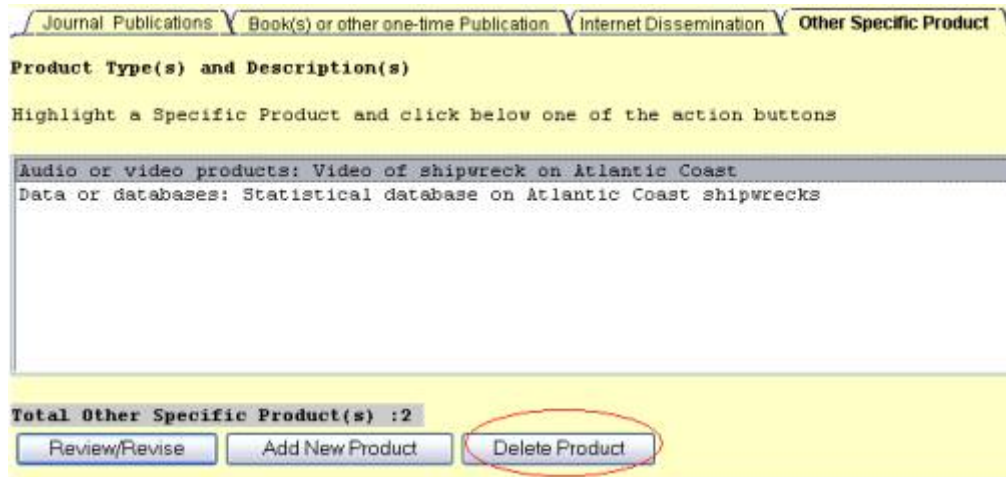 Journal Publications Book(s) or other one-time Publication Internet Dissemination Other Specific Product
Product Type(s) and Description(s)
Highlight a Specific Product and click below one of the action buttons
Audio or video products: Video of shipwreck on Atlantic Coast
Data or databases: Statistical database on Atlantic Coast shipwrecks
Total Other Specific Product(s) :2
Review/Revise Add New Product Delete Product